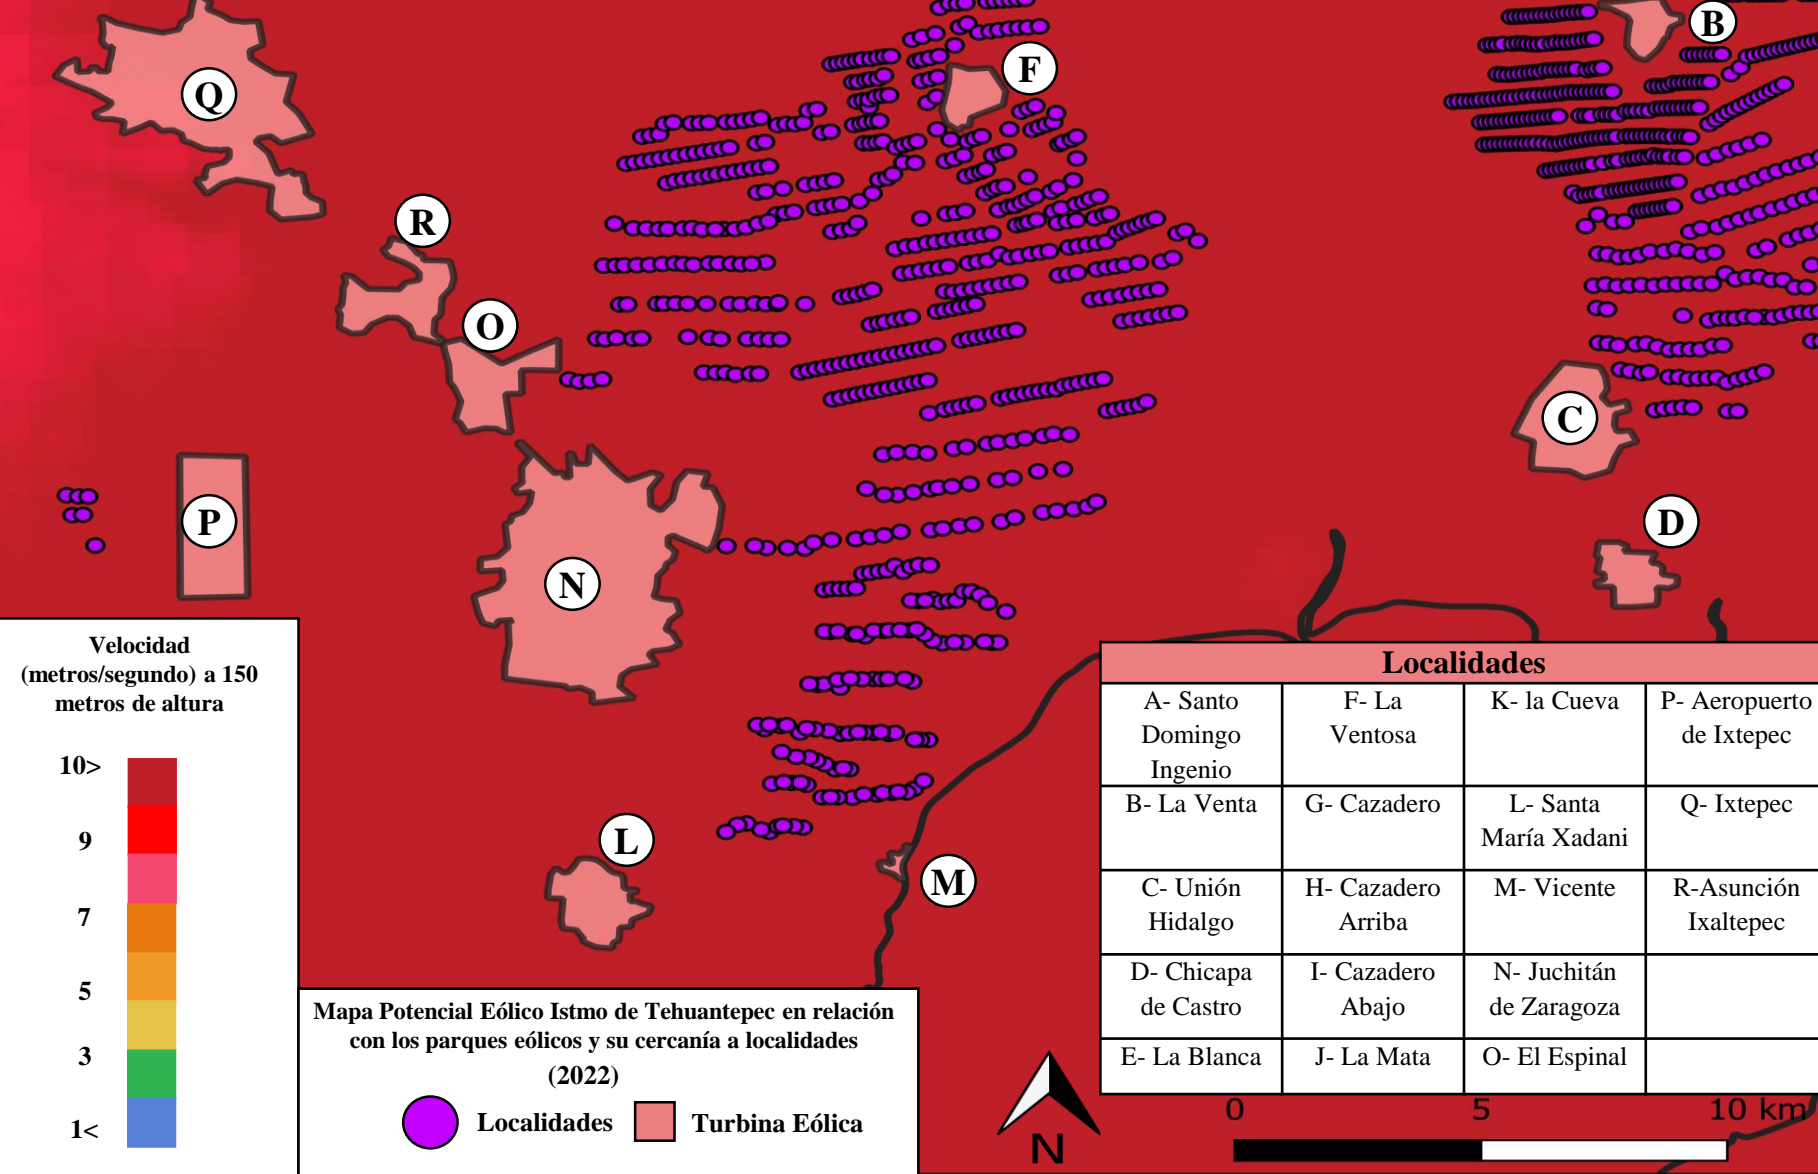 B
F
Q
R
O
C
D
P
N
L
M
Velocidad
(metros/segundo) a 150
metros de altura
10>
9
7
5
3
1<
Mapa Potencial Eólico Istmo de Tehuantepec en relación
con los parques eólicos y su cercanía a localidades
(2022)
Localidades
Turbina Eólica
N
Localidades
A- Santo
Domingo
Ingenio
F- La
Ventosa
K- la Cueva
P- Aeropuerto
de Ixtepec
B- La Venta
G- Cazadero
L- Santa
María Xadani
Q- Ixtepec
C- Unión
Hidalgo
H- Cazadero
Arriba
M- Vicente
R-Asunción
Ixaltepec
D- Chicapa
de Castro
I- Cazadero
Abajo
N- Juchitán
de Zaragoza
E- La Blanca
J- La Mata
O- El Espinal
0 5 10 km